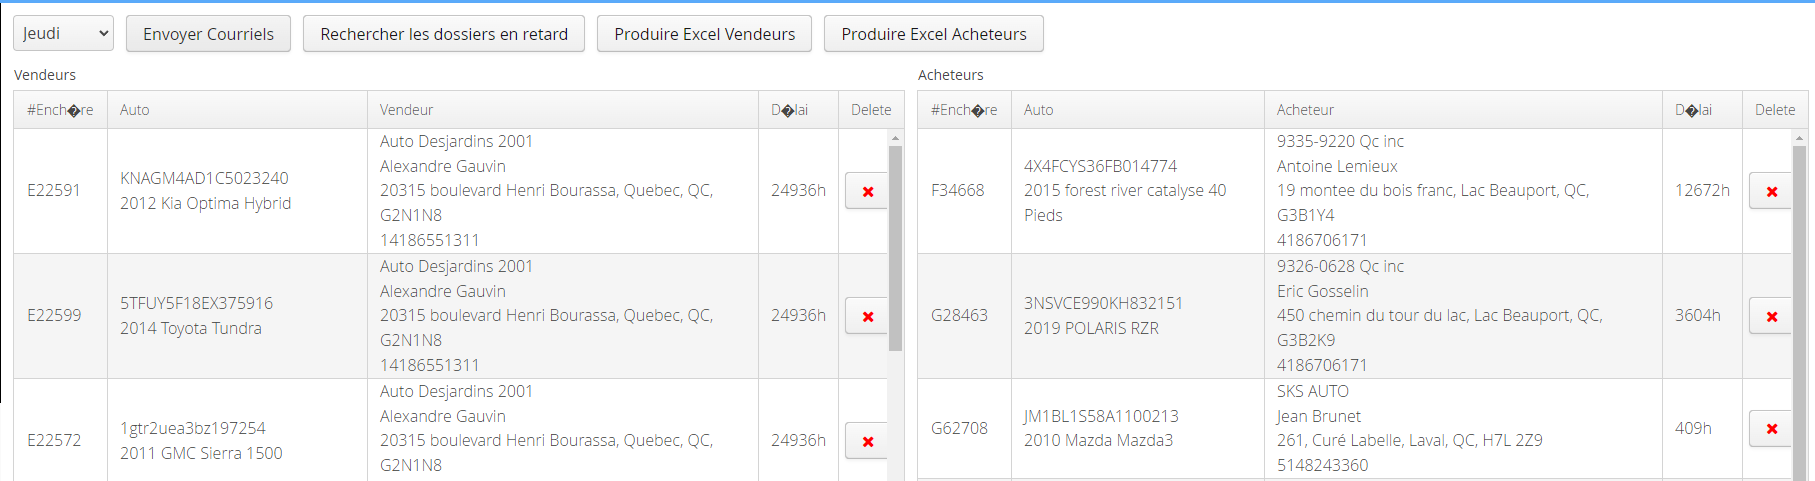 Jeudi Envoyer Courriels Rechercher les dossiers en retard Produire Excel Vendeurs Produire Excel Acheteurs
Vendeurs
#Ench�re Auto Vendeur D�lai Delete
E22591
KNAGM4AD1C5023240
2012 Kia Optima Hybrid
Auto Desjardins 2001
Alexandre Gauvin
20315 boulevard Henri Bourassa, Quebec, QC,
G2N1N8
14186551311
24936h
E22599
5TFUY5F18EX375916
2014 Toyota Tundra
Auto Desjardins 2001
Alexandre Gauvin
20315 boulevard Henri Bourassa, Quebec, QC,
G2N1N8
14186551311
24936h
E22572
1gtr2uea3bz197254
2011 GMC Sierra 1500
Auto Desjardins 2001
Alexandre Gauvin
20315 boulevard Henri Bourassa, Quebec, QC,
G2N1N8
24936h
Acheteurs
#Ench�re Auto Acheteur D�lai Delete
F34668
4X4FCYS36FB014774
2015 forest river catalyse 40
Pieds
9335-9220 Qc inc
Antoine Lemieux
19 montee du bois franc, Lac Beauport, QC,
G3B1Y4
4186706171
12672h
G28463
3NSVCE990KH832151
2019 POLARIS RZR
9326-0628 Qc inc
Eric Gosselin
450 chemin du tour du lac, Lac Beauport, QC,
G3B2K9
4186706171
3604h
G62708
JM1BL1S58A1100213
2010 Mazda Mazda3
SKS AUTO
Jean Brunet
261, Curé Labelle, Laval, QC, H7L 2Z9
5148243360
409h